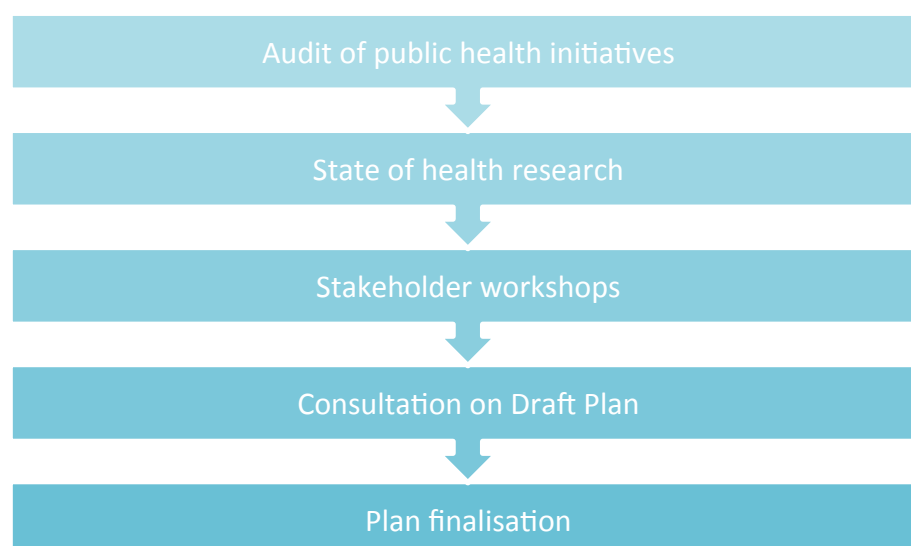 Audit of public health initiatives
State of health research
Stakeholder workshops
Consultation on Draft Plan
Plan finalisation